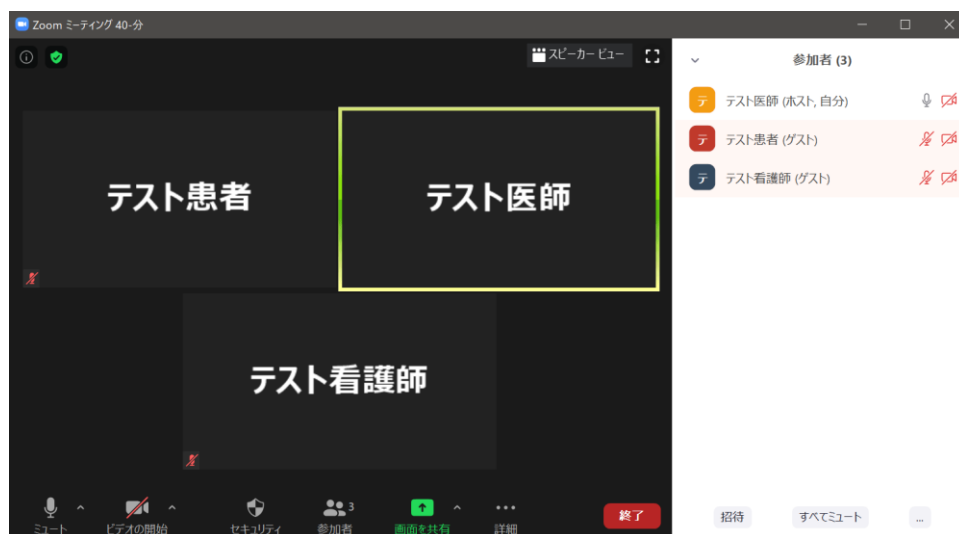 Zoom ミーティング 40-分
スピーカー ビュー
参加者 (3)
テ テスト医師 (ホスト, 自分)
テ テスト患者 (ゲスト)
テ テスト看護師 (ゲスト)
テスト患者
テスト医師
テスト看護師
ミュート
ビデオの開始
セキュリティ
参加者
3
画面を共有
詳細
終了
招待
すべてミュート
...